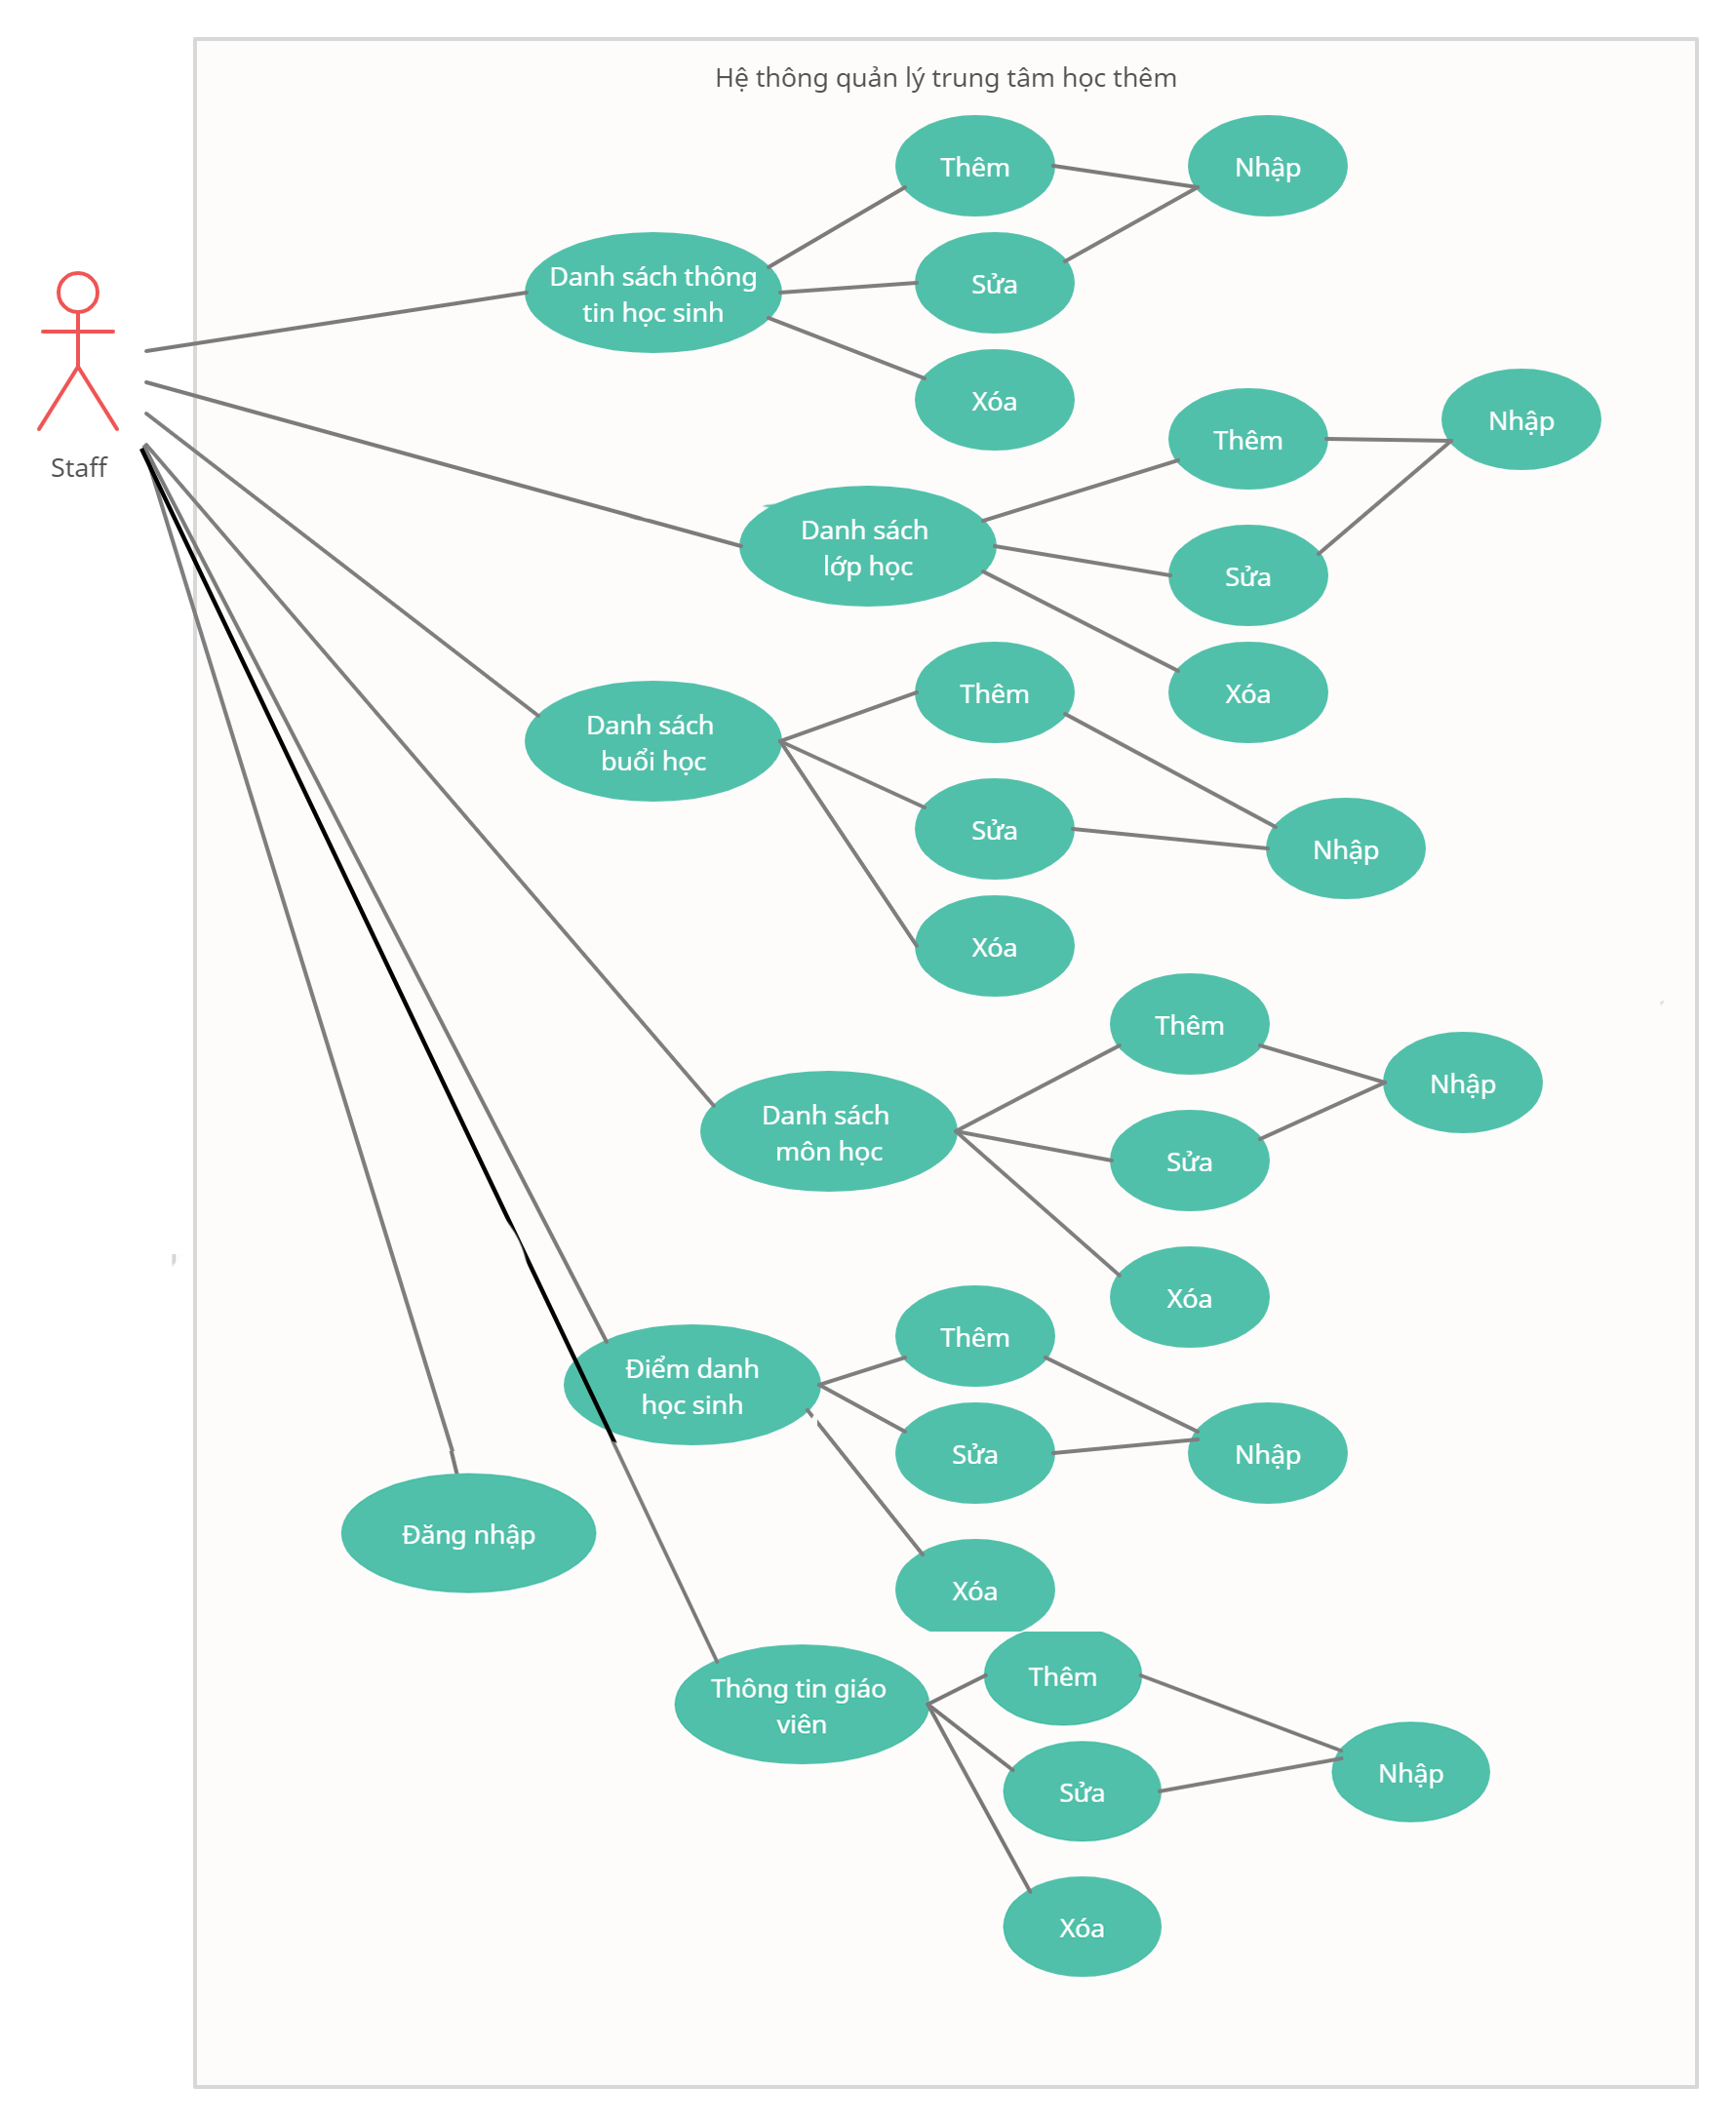 Hệ thông quản lý trung tâm học thêm
Thêm
Nhập
Danh sách thông
tin học sinh
Sửa
Xóa
Staff
Thêm
Nhập
Danh sách
lớp học
Sửa
Xóa
Danh sách
buổi học
Thêm
Sửa
Nhập
Xóa
Thêm
Nhập
Danh sách
môn học
Sửa
Xóa
Thêm
Điểm danh
học sinh
Sửa
Nhập
Đăng nhập
Xóa
Thêm
Thông tin giáo
viên
Sửa
Nhập
Xóa